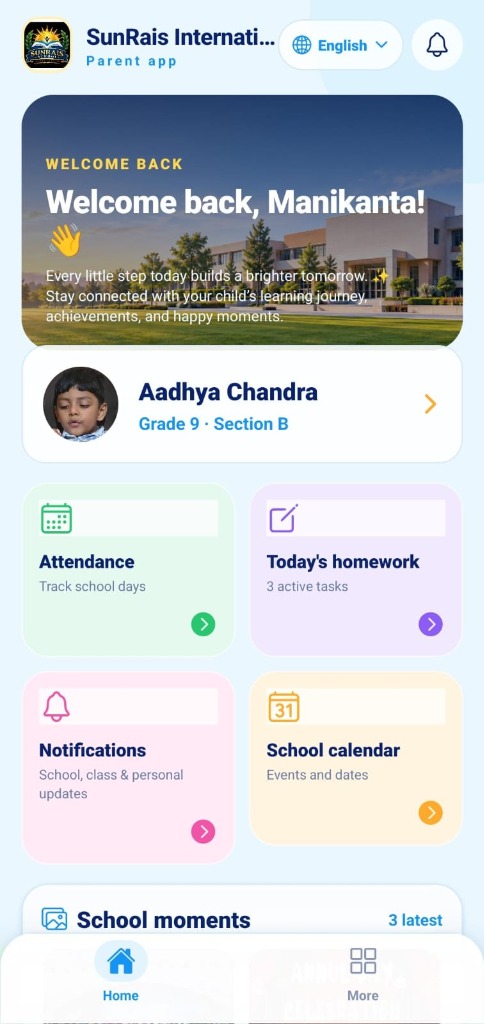 SunRais Internati...
Parent app
English
WELCOME BACK
Welcome back, Manikanta!
👋
Every little step today builds a brighter tomorrow. ✨
Stay connected with your child's learning journey,
achievements, and happy moments.
Aadhya Chandra
Grade 9 · Section B
Attendance
Track school days
Today's homework
3 active tasks
Notifications
School, class & personal
updates
31
School calendar
Events and dates
School moments
3 latest
Home
More